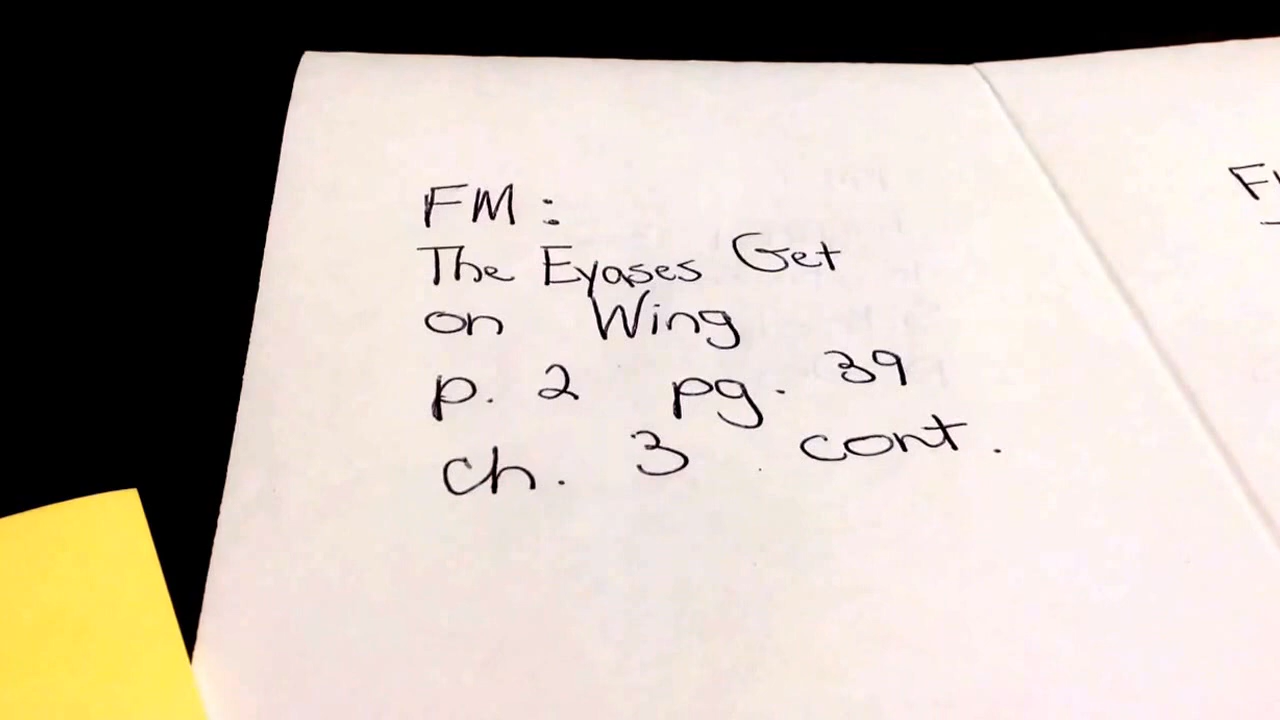 FM:
The Eyases Get
on Wing
p. 2 pg. 39
ch. 3 cont.